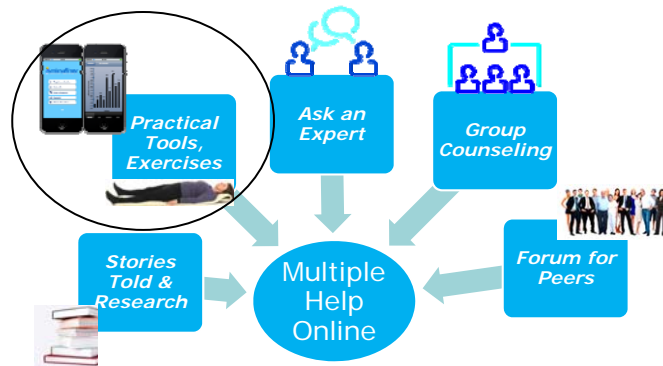 Practical
Tools,
Exercises
Ask an
Expert
Group
Counseling
Stories
Told &
Research
Forum for
Peers
Multiple
Help
Online